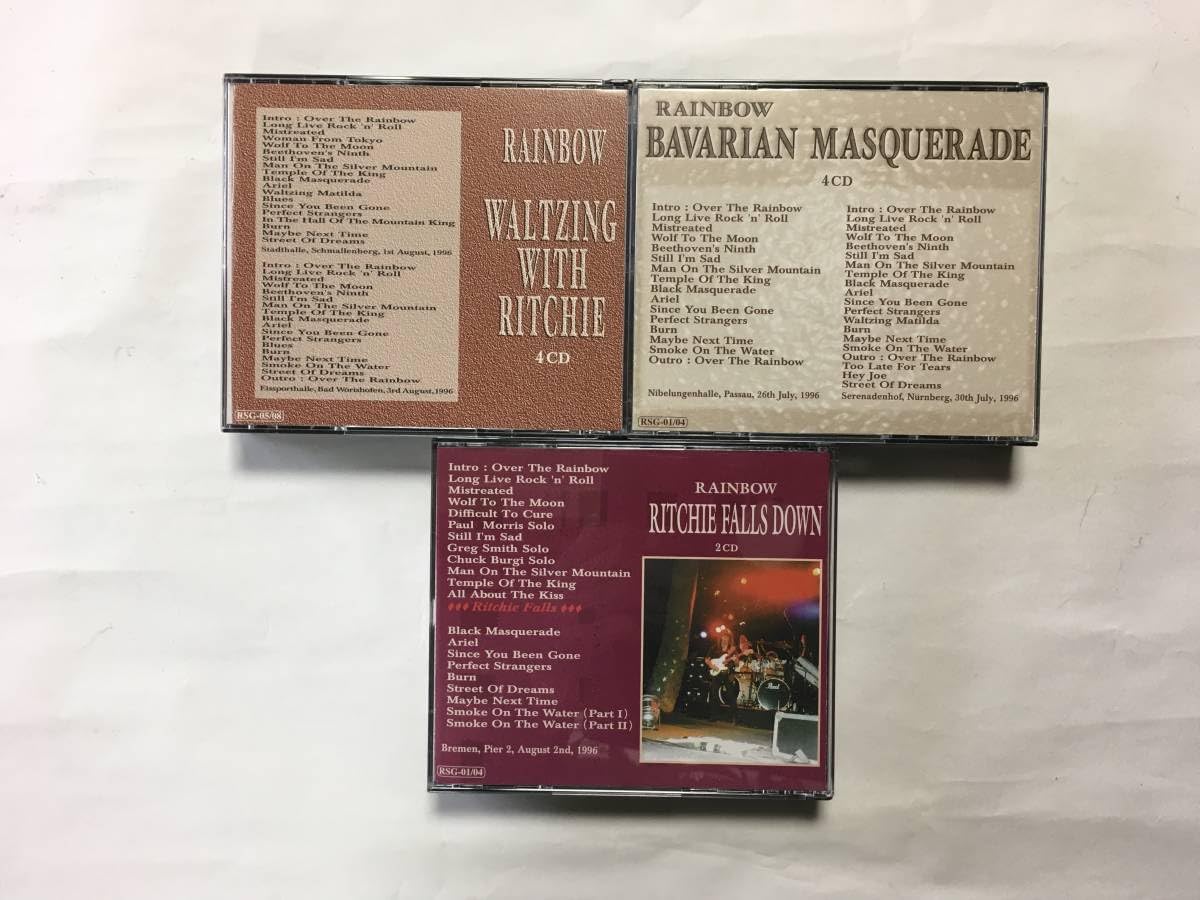 Intro : Over The Rainbow
Long Live Rock 'n' Roll
Mistreated
Woman From Tokyo
Wolf To The Moon
Beethoven's Ninth
Still I'm Sad
Man On The Silver Mountain
Temple Of The King
Black Masquerade
Ariel
Waltzing Matilda
Blues
Since You Been Gone
Perfect Strangers
In The Hall Of The Mountain King
Burn
Maybe Next Time
Street Of Dreams
Stadthalle, Schmallenberg, 1st August, 1996
Intro : Over The Rainbow
Long Live Rock 'n' Roll
Mistreated
Wolf To The Moon
Beethoven's Ninth
Still I'm Sad
Man On The Silver Mountain
Temple Of The King
Black Masquerade
Ariel
Since You Been Gone
Perfect Strangers
Blues
Burn
Maybe Next Time
Smoke On The Water
Street Of Dreams
Outro : Over The Rainbow
Eissporthalle, Bad Wörishofen, 3rd August, 1996
RSG-05/08
RAINBOW
WALTZING
WITH
RITCHIE
4 CD
RAINBOW
BAVARIAN MASQUERADE
4 CD
Intro : Over The Rainbow
Long Live Rock 'n' Roll
Mistreated
Wolf To The Moon
Beethoven's Ninth
Still I'm Sad
Man On The Silver Mountain
Temple Of The King
Black Masquerade
Ariel
Since You Been Gone
Perfect Strangers
Burn
Maybe Next Time
Smoke On The Water
Outro : Over The Rainbow
Nibelungenhalle, Passau, 26th July, 1996
Intro : Over The Rainbow
Long Live Rock 'n' Roll
Mistreated
Wolf To The Moon
Beethoven's Ninth
Still I'm Sad
Man On The Silver Mountain
Temple Of The King
Black Masquerade
Ariel
Since You Been Gone
Perfect Strangers
Waltzing Matilda
Burn
Maybe Next Time
Smoke On The Water
Outro : Over The Rainbow
Too Late For Tears
Hey Joe
Street Of Dreams
Serenadenhof, Nürnberg, 30th July, 1996
RSG-01/04
Intro : Over The Rainbow
Long Live Rock 'n' Roll
Mistreated
Wolf To The Moon
Difficult To Cure
Paul Morris Solo
Still I'm Sad
Greg Smith Solo
Chuck Burgi Solo
Man On The Silver Mountain
Temple Of The King
All About The Kiss
♦♦♦ Ritchie Falls ♦♦♦
Black Masquerade
Ariel
Since You Been Gone
Perfect Strangers
Burn
Street Of Dreams
Maybe Next Time
Smoke On The Water (Part I)
Smoke On The Water (Part II)
Bremen, Pier 2, August 2nd, 1996
RSG-01/04
RAINBOW
RITCHIE FALLS DOWN
2 CD
Pearl